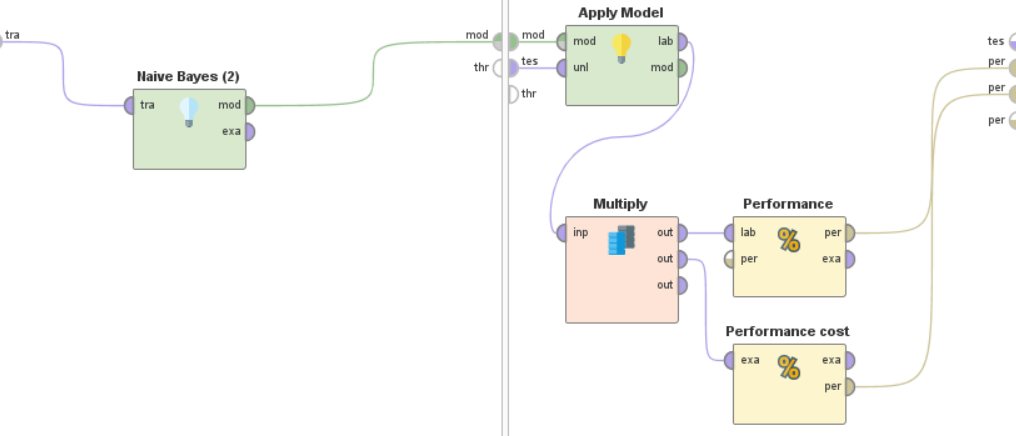 tra
Naive Bayes (2)
tra
mod
exa
mod
thr
mod
tes
thr
Apply Model
mod
lab
unl
mod
Multiply
inp
out
out
out
Performance
lab
per
per
exa
Performance cost
exa
exa
per
tes
per
per
per